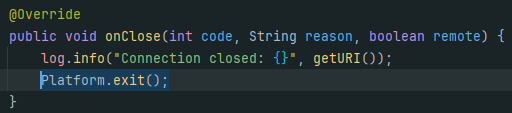 @Override
public void onClose(int code, String reason, boolean remote) {
    log.info("Connection closed: {}", getURI());
    Platform.exit();
}